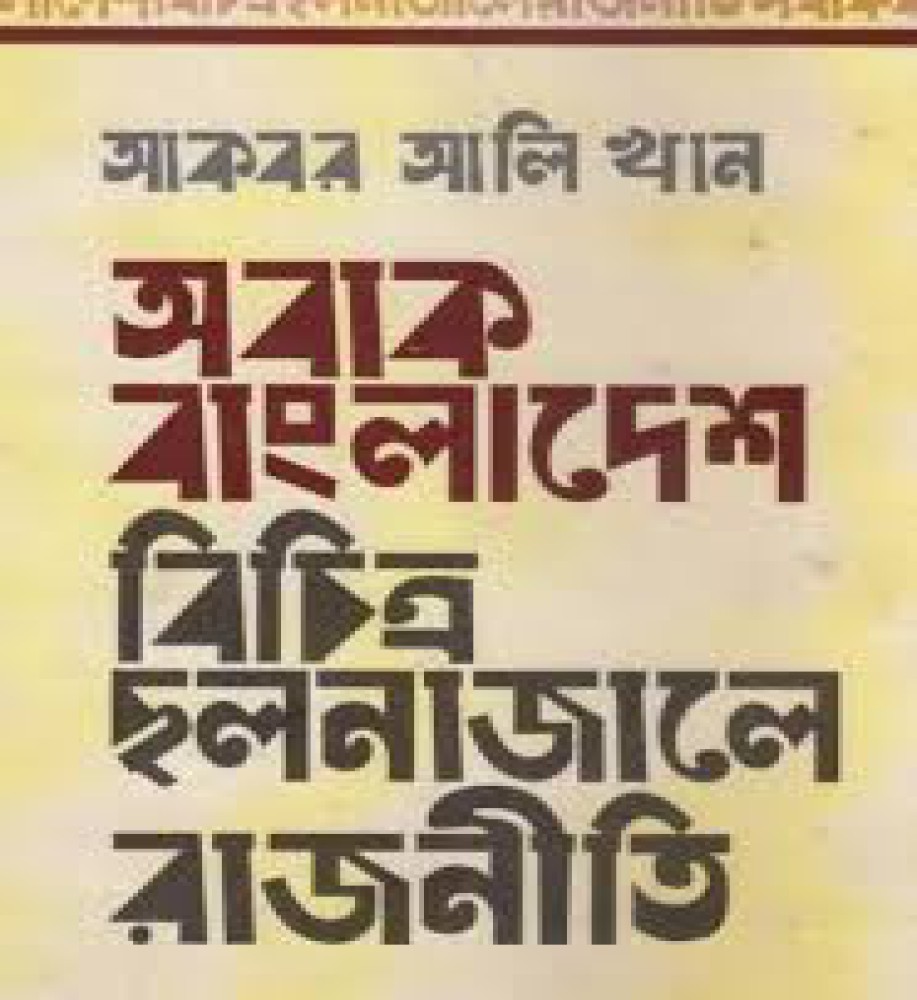 আকবর আলি খান
অবাক
বাংলাদেশ
বিচিত্র
ছলনাজালে
রাজনীতি